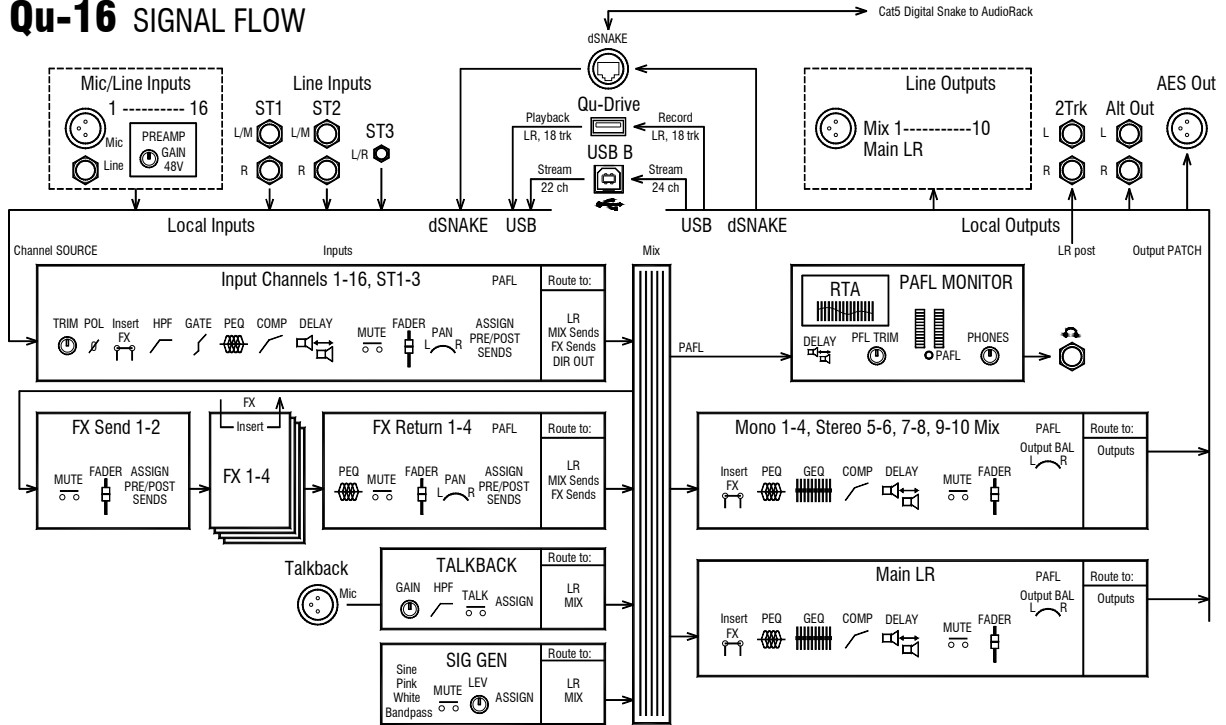 Qu-16 SIGNAL FLOW
Cat5 Digital Snake to AudioRack
dSNAKE
Mic/Line Inputs
1 ---------- 16
Mic
Line
PREAMP
GAIN
48V
Line Inputs
ST1
ST2
ST3
L/M
L/M
L/R
R
R
Qu-Drive
Playback
LR, 18 trk
Record
LR, 18 trk
USB B
Stream
22 ch
Stream
24 ch
Line Outputs
Mix 1-----------10
Main LR
2Trk
Alt Out
AES Out
L
L
R
R
Local Inputs
dSNAKE
USB
USB
dSNAKE
Local Outputs
Channel SOURCE
Inputs
Mix
LR post
Output PATCH
Input Channels 1-16, ST1-3
PAFL
Route to:
TRIM
POL
Insert
FX
HPF
GATE
PEQ
COMP
DELAY
MUTE
FADER
PAN
L
R
ASSIGN
PRE/POST
SENDS
LR
MIX Sends
FX Sends
DIR OUT
PAFL
RTA
PAFL MONITOR
DELAY
PFL TRIM
PAFL
PHONES
FX Send 1-2
MUTE
FADER
ASSIGN
PRE/POST
SENDS
FX
Insert
FX 1-4
FX Return 1-4
PAFL
Route to:
PEQ
MUTE
FADER
PAN
L
R
ASSIGN
PRE/POST
SENDS
LR
MIX Sends
FX Sends
Mono 1-4, Stereo 5-6, 7-8, 9-10 Mix
PAFL
Route to:
Outputs
Insert
FX
PEQ
GEQ
COMP
DELAY
MUTE
FADER
Output BAL
L
R
Talkback
Mic
TALKBACK
Route to:
GAIN
HPF
TALK
ASSIGN
LR
MIX
Main LR
PAFL
Route to:
Outputs
Insert
FX
PEQ
GEQ
COMP
DELAY
MUTE
FADER
Output BAL
L
R
SIG GEN
Route to:
Sine
Pink
White
Bandpass
MUTE
LEV
ASSIGN
LR
MIX